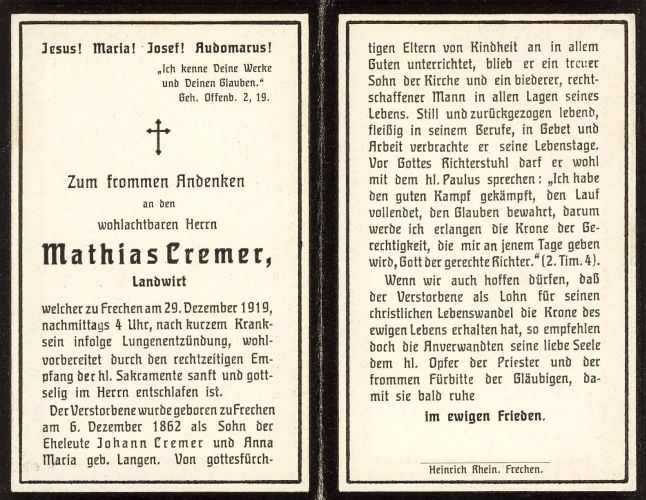 Jesus! Maria! Josef! Audomarus!
„Ich kenne Deine Werke
und Deinen Glauben.“
Geh. Offenb. 2, 19.
Zum frommen Andenken
an den
wohlachtbaren Herrn
Mathias Cremer,
Landwirt
welcher zu Frechen am 29. Dezember 1919,
nachmittags 4 Uhr, nach kurzem Krank-
sein infolge Lungenentzündung, wohl-
vorbereitet durch den rechtzeitigen Em-
pfang der hl. Sakramente sanft und gott-
selig im Herrn entschlafen ist.
Der Verstorbene wurde geboren zu Frechen
am 6. Dezember 1862 als Sohn der
Eheleute Johann Cremer und Anna
Maria geb. Langen. Von gottesfürch-
tigen Eltern von Kindheit an in allem
Guten unterrichtet, blieb er ein treuer
Sohn der Kirche und ein biederer, recht-
schaffener Mann in allen Lagen seines
Lebens. Still und zurückgezogen lebend,
fleißig in seinem Berufe, in Gebet und
Arbeit verbrachte er seine Lebenstage.
Vor Gottes Richterstuhl darf er wohl
mit dem hl. Paulus sprechen: „Ich habe
den guten Kampf gekämpft, den Lauf
vollendet, den Glauben bewahrt, darum
werde ich erlangen die Krone der Ge-
rechtigkeit, die mir an jenem Tage geben
wird, Gott der gerechte Richter.“ (2. Tim. 4).
Wenn wir auch hoffen dürfen, daß
der Verstorbene als Lohn für seinen
christlichen Lebenswandel die Krone des
ewigen Lebens erhalten hat, so empfehlen
doch die Anverwandten seine liebe Seele
dem hl. Opfer der Priester und der
frommen Fürbitte der Gläubigen, da-
mit sie bald ruhe
im ewigen Frieden.
Heinrich Rhein. Frechen.